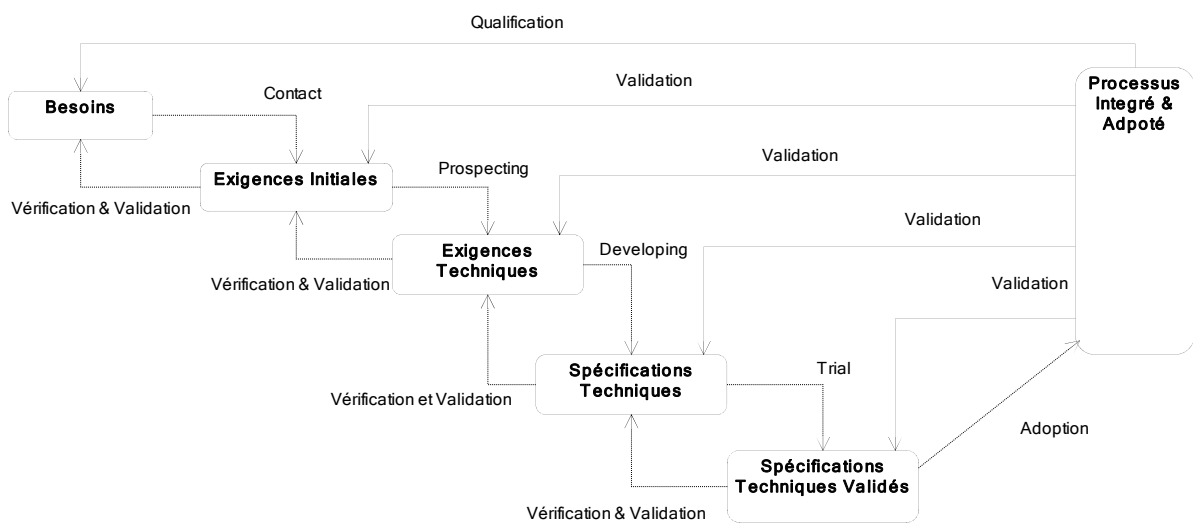 Qualification
Validation
Processus
Integré &
Adpoté
Besoins
Contact
Validation
Exigences Initiales
Prospecting
Vérification & Validation
Validation
Exigences
Techniques
Developing
Vérification & Validation
Validation
Spécifications
Techniques
Trial
Vérification et Validation
Adoption
Spécifications
Techniques Validés
Vérification & Validation